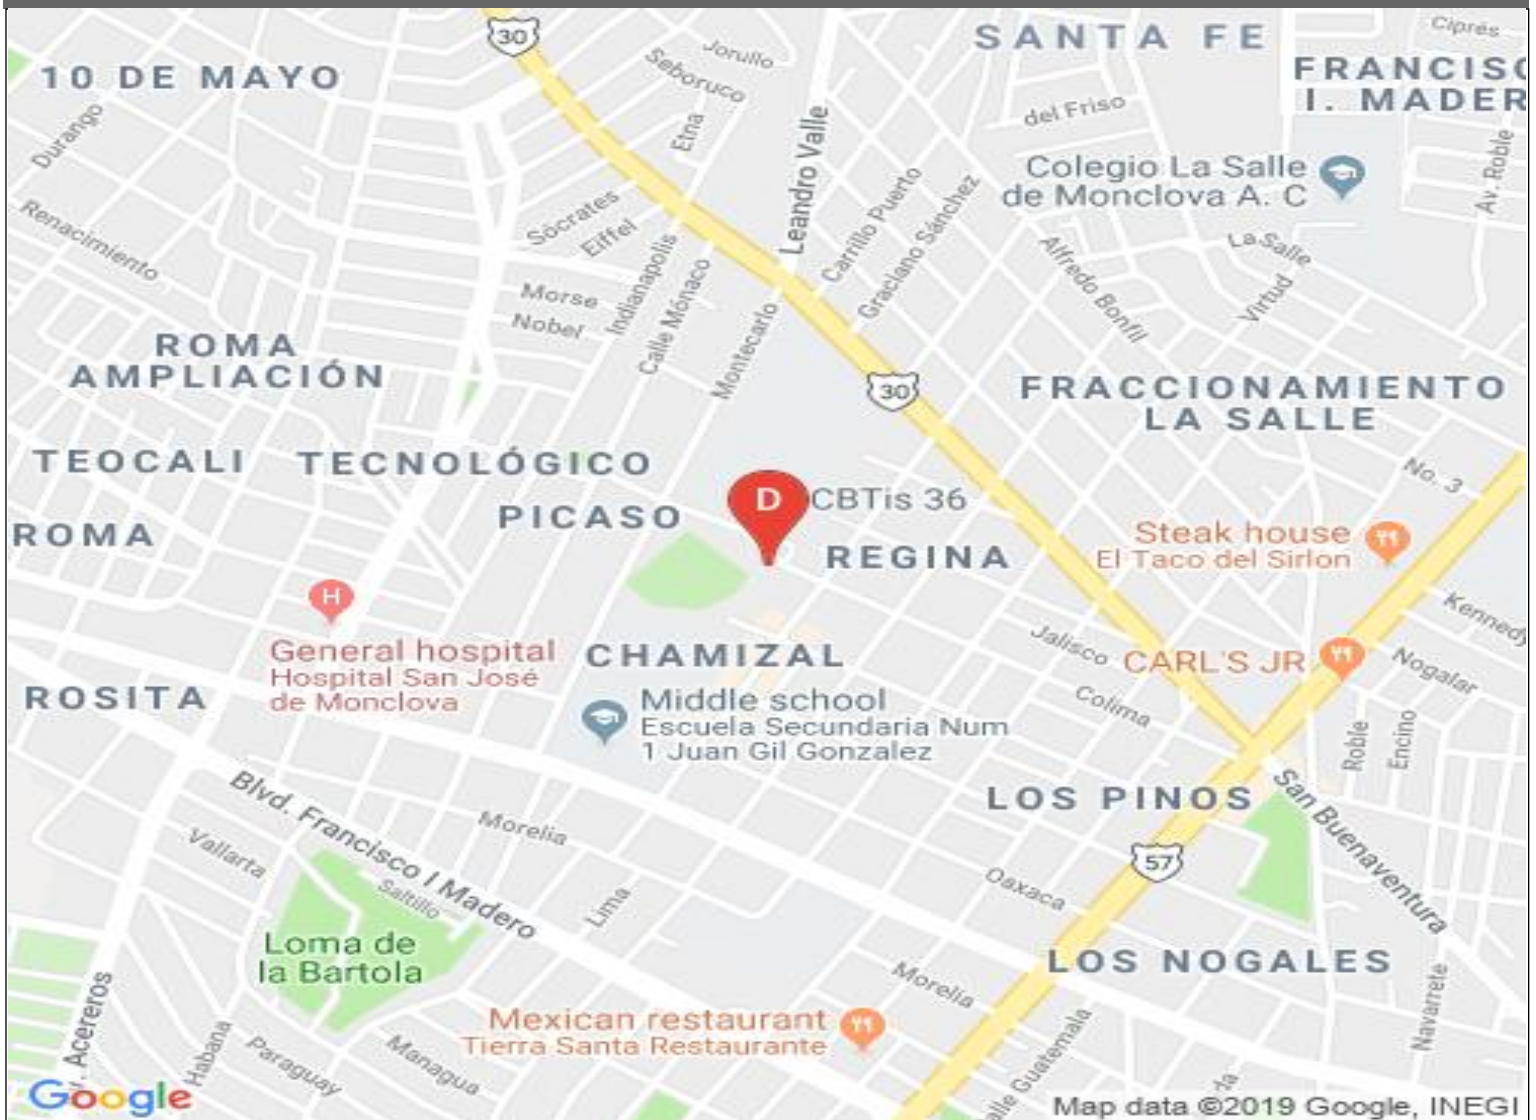 30
SANTA FE
Ciprés
Jorullo
Seboruco
10 DE MAYO
FRANCISC
I. MADER
Durango
Etna
del Friso
Leandro Valle
Av. Roble
Colegio La Salle
de Monclova A. C
Carrillo Puerto
Graciano Sánchez
Renacimiento
Sócrates
Eiffel
Indianapolis
Calle Mónaco
Alfredo Bonfil
La Salle
Virtud
Morse
Nobel
Montecarlo
ROMA
AMPLIACIÓN
30
FRACCIONAMIENTO
LA SALLE
TEOCALI
TECNOLÓGICO
No. 3
D
CBTis 36
PICASO
ROMA
REGINA
Steak house
El Taco del Sirlon
H
General hospital
Hospital San José
de Monclova
CHAMIZAL
Jalisco
CARL'S JR
Kennedy
Nogalar
ROSITA
Middle school
Escuela Secundaria Num
1 Juan Gil Gonzalez
Colima
Roble
Encino
Blvd. Francisco I Madero
LOS PINOS
San Buenaventura
Morelia
Vallarta
57
Saltillo
Lima
Oaxaca
Loma de
la Bartola
LOS NOGALES
Morelia
Navarrete
Acereros
Mexican restaurant
Tierra Santa Restaurante
Habana
Paraguay
Managua
alle Guatemala
da
Google
Map data ©2019 Google, INEGI